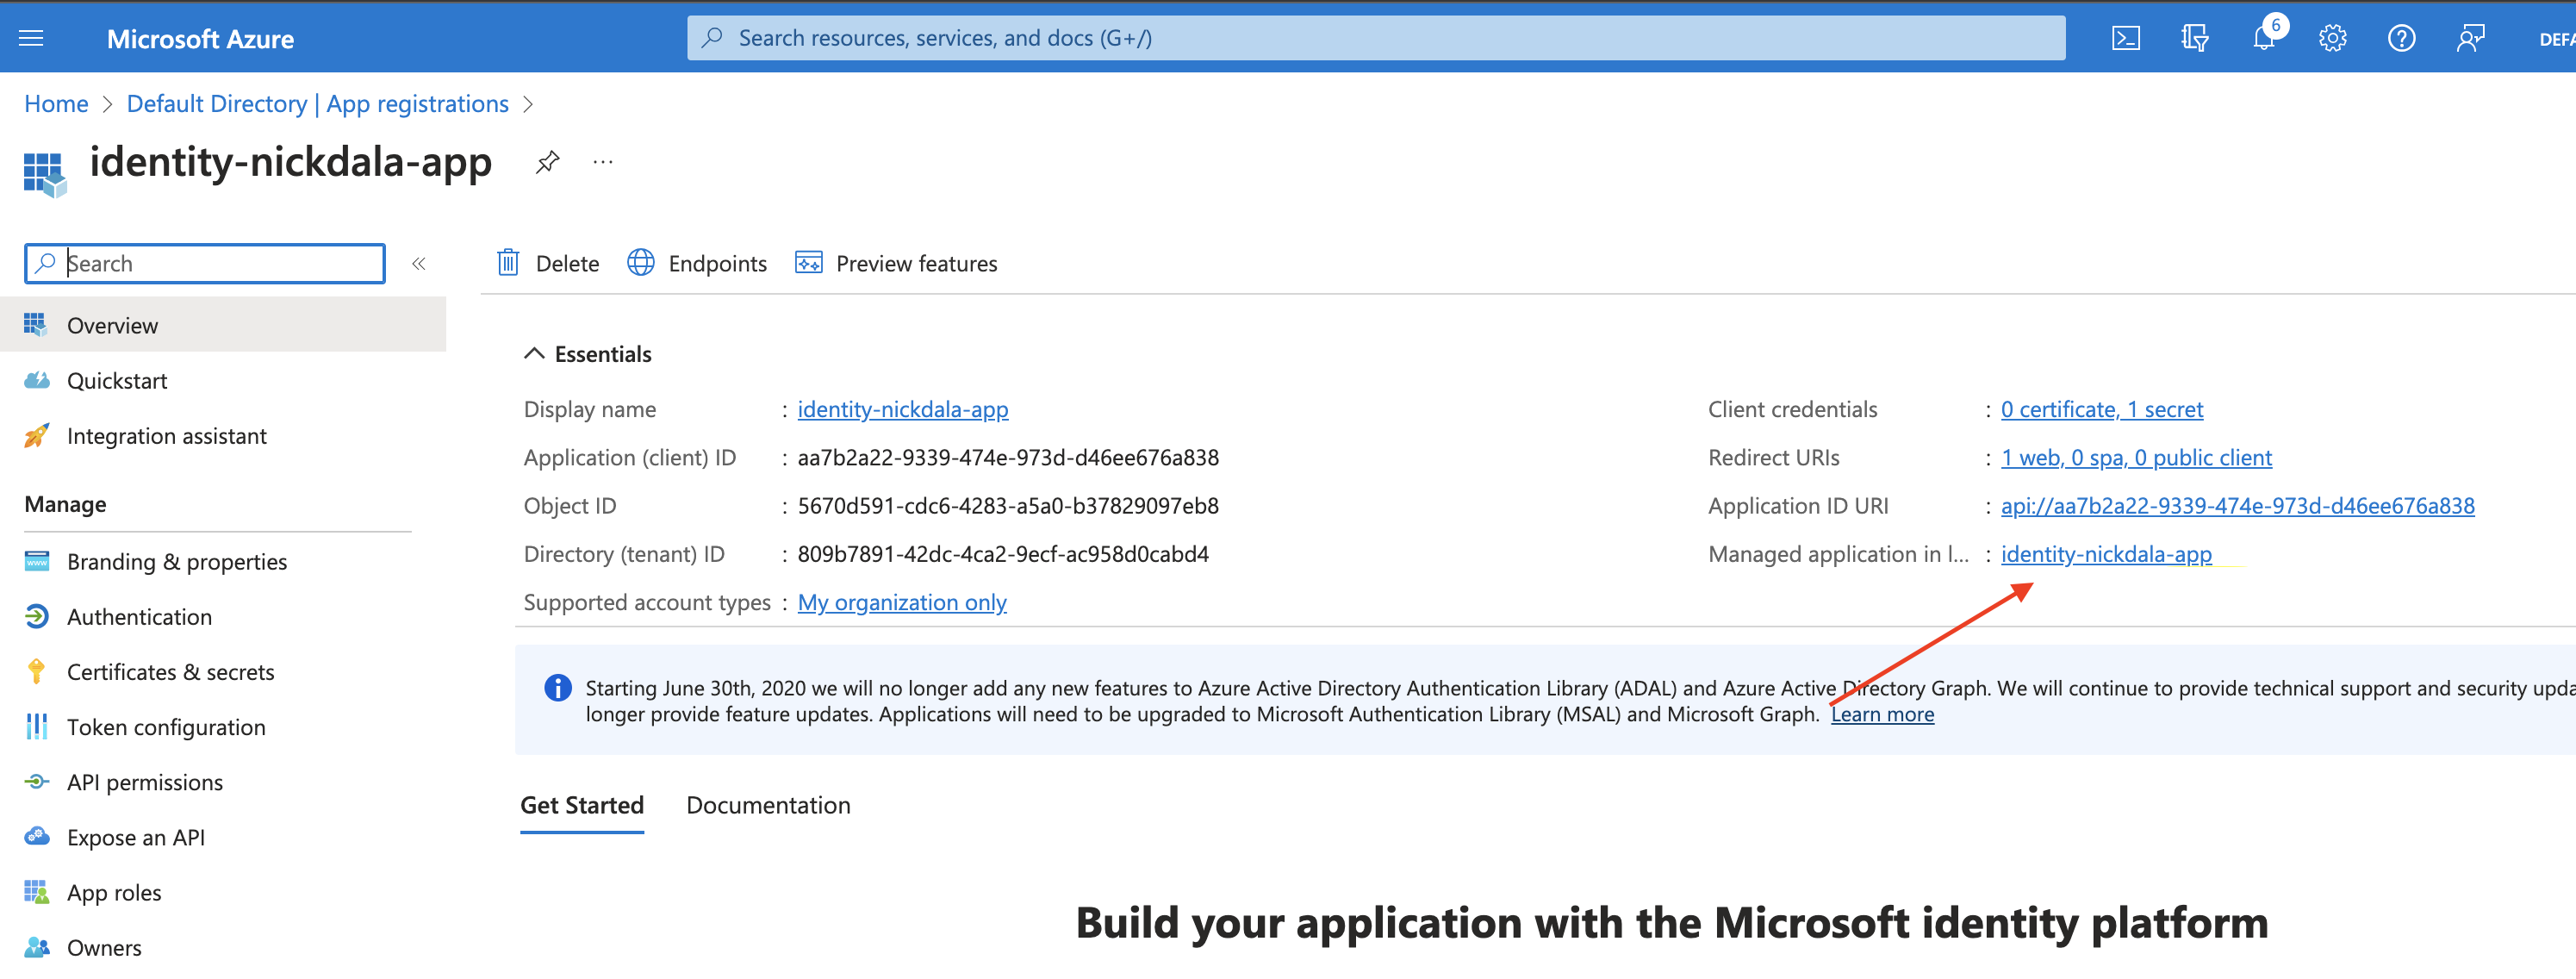 Microsoft Azure
Search resources, services, and docs (G+/)
6
DEFA
Home > Default Directory | App registrations >
identity-nickdala-app
...
Search
«
Delete
Endpoints
Preview features
Overview
Quickstart
Integration assistant
Manage
Branding & properties
Authentication
Certificates & secrets
Token configuration
API permissions
Expose an API
App roles
Owners
Essentials
Display name : identity-nickdala-app
Application (client) ID : aa7b2a22-9339-474e-973d-d46ee676a838
Object ID : 5670d591-cdc6-4283-a5a0-b37829097eb8
Directory (tenant) ID : 809b7891-42dc-4ca2-9ecf-ac958d0cabd4
Supported account types : My organization only
Client credentials : 0 certificate, 1 secret
Redirect URIs : 1 web, 0 spa, 0 public client
Application ID URI : api://aa7b2a22-9339-474e-973d-d46ee676a838
Managed application in l... : identity-nickdala-app
Starting June 30th, 2020 we will no longer add any new features to Azure Active Directory Authentication Library (ADAL) and Azure Active Directory Graph. We will continue to provide technical support and security upda
longer provide feature updates. Applications will need to be upgraded to Microsoft Authentication Library (MSAL) and Microsoft Graph. Learn more
Get Started
Documentation
Build your application with the Microsoft identity platform